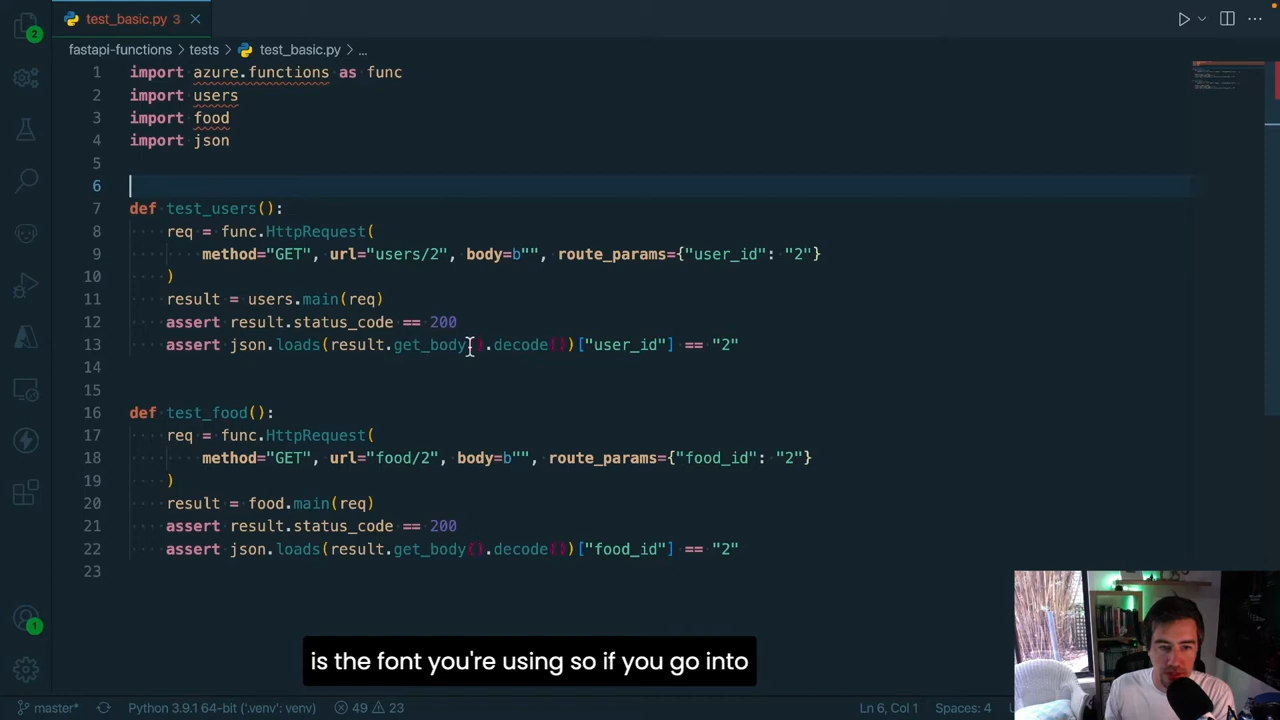 2
test_basic.py 3
fastapi-functions > tests > test_basic.py > ...
1 import azure.functions as func
2 import users
3 import food
4 import json
5
6
7 def test_users():
8 req = func.HttpRequest(
9 method="GET", url="users/2", body=b"", route_params={"user_id": "2"}
10 )
11 result = users.main(req)
12 assert result.status_code == 200
13 assert json.loads(result.get_body().decode())["user_id"] == "2"
14
15
16 def test_food():
17 req = func.HttpRequest(
18 method="GET", url="food/2", body=b"", route_params={"food_id": "2"}
19 )
20 result = food.main(req)
21 assert result.status_code == 200
22 assert json.loads(result.get_body().decode())["food_id"] == "2"
23
1
is the font you're using so if you go into
master* Python 3.9.1 64-bit ('.venv': venv) 49 23 Ln 6, Col 1 Spaces: 4